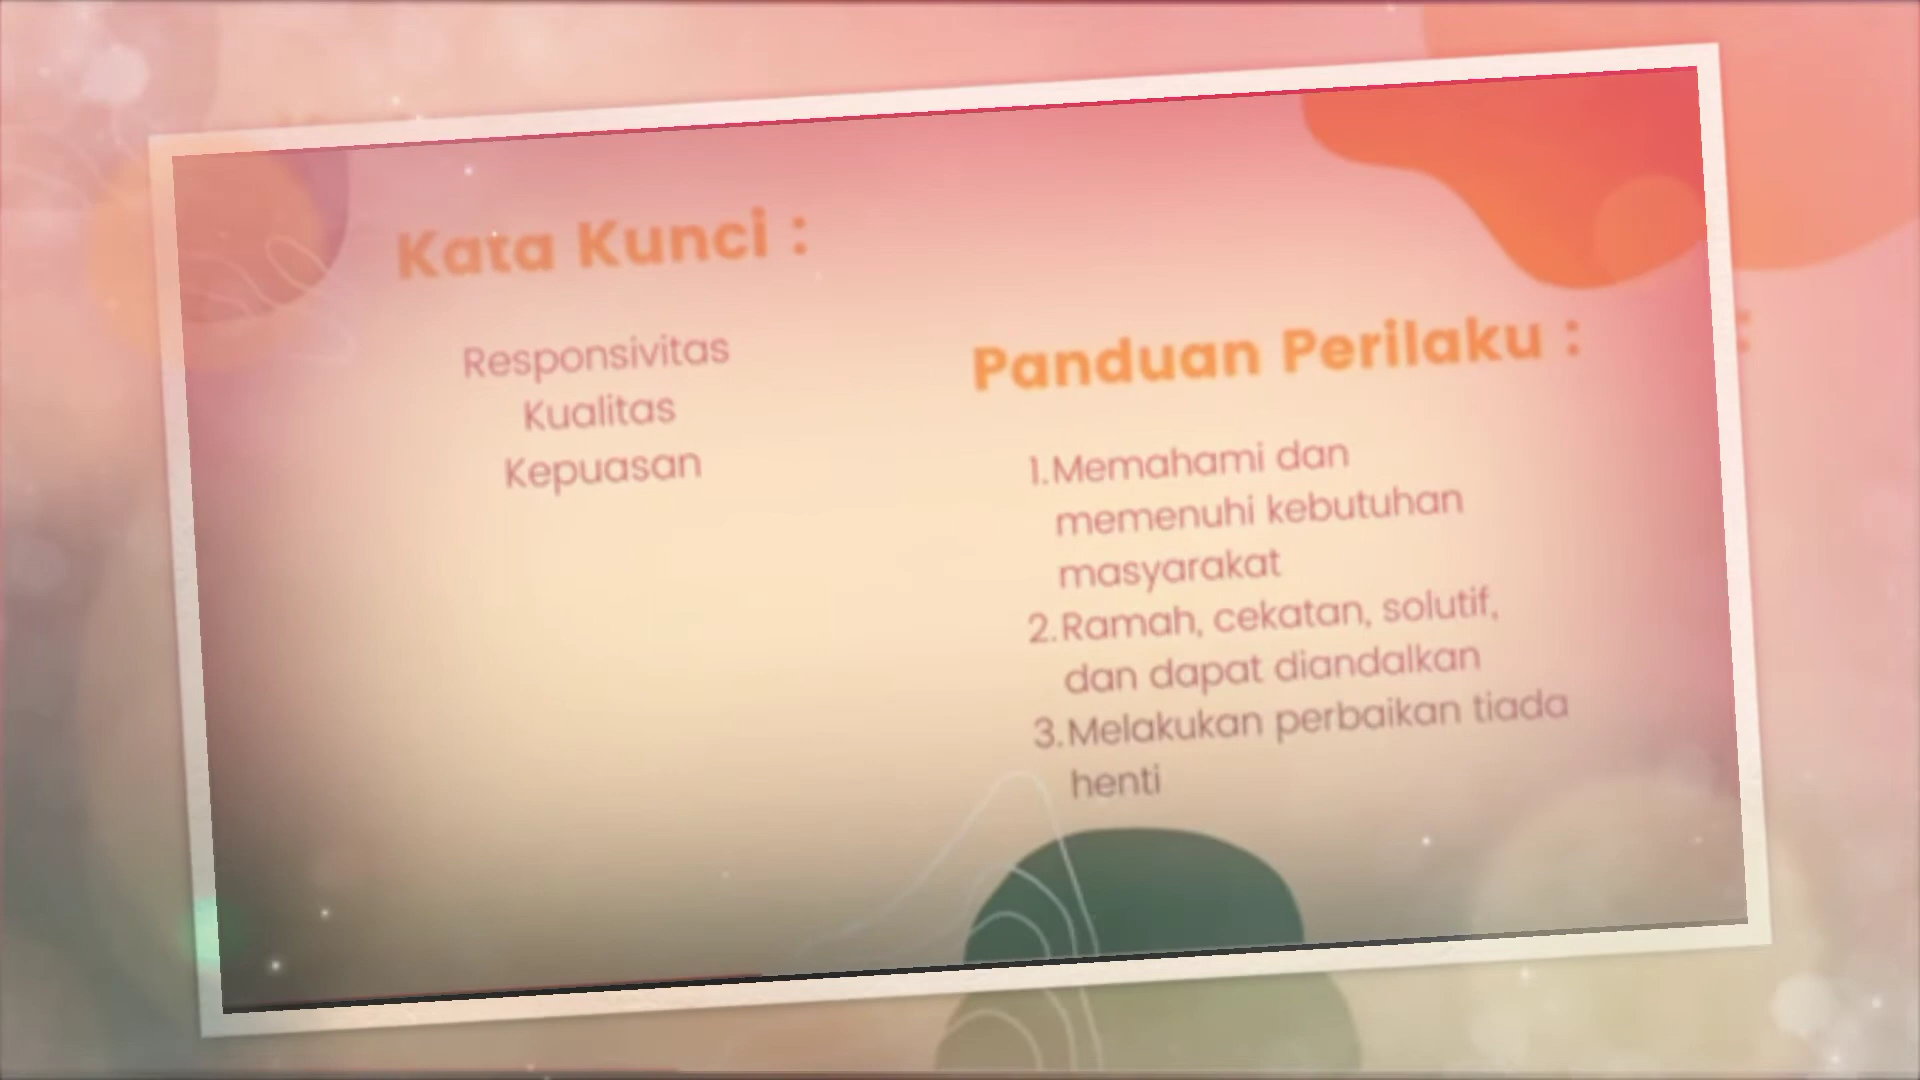 Kata Kunci :
Responsivitas
Kualitas
Kepuasan
Panduan Perilaku :
1.Memahami dan
memenuhi kebutuhan
masyarakat
2.Ramah, cekatan, solutif,
dan dapat diandalkan
3.Melakukan perbaikan tiada
henti